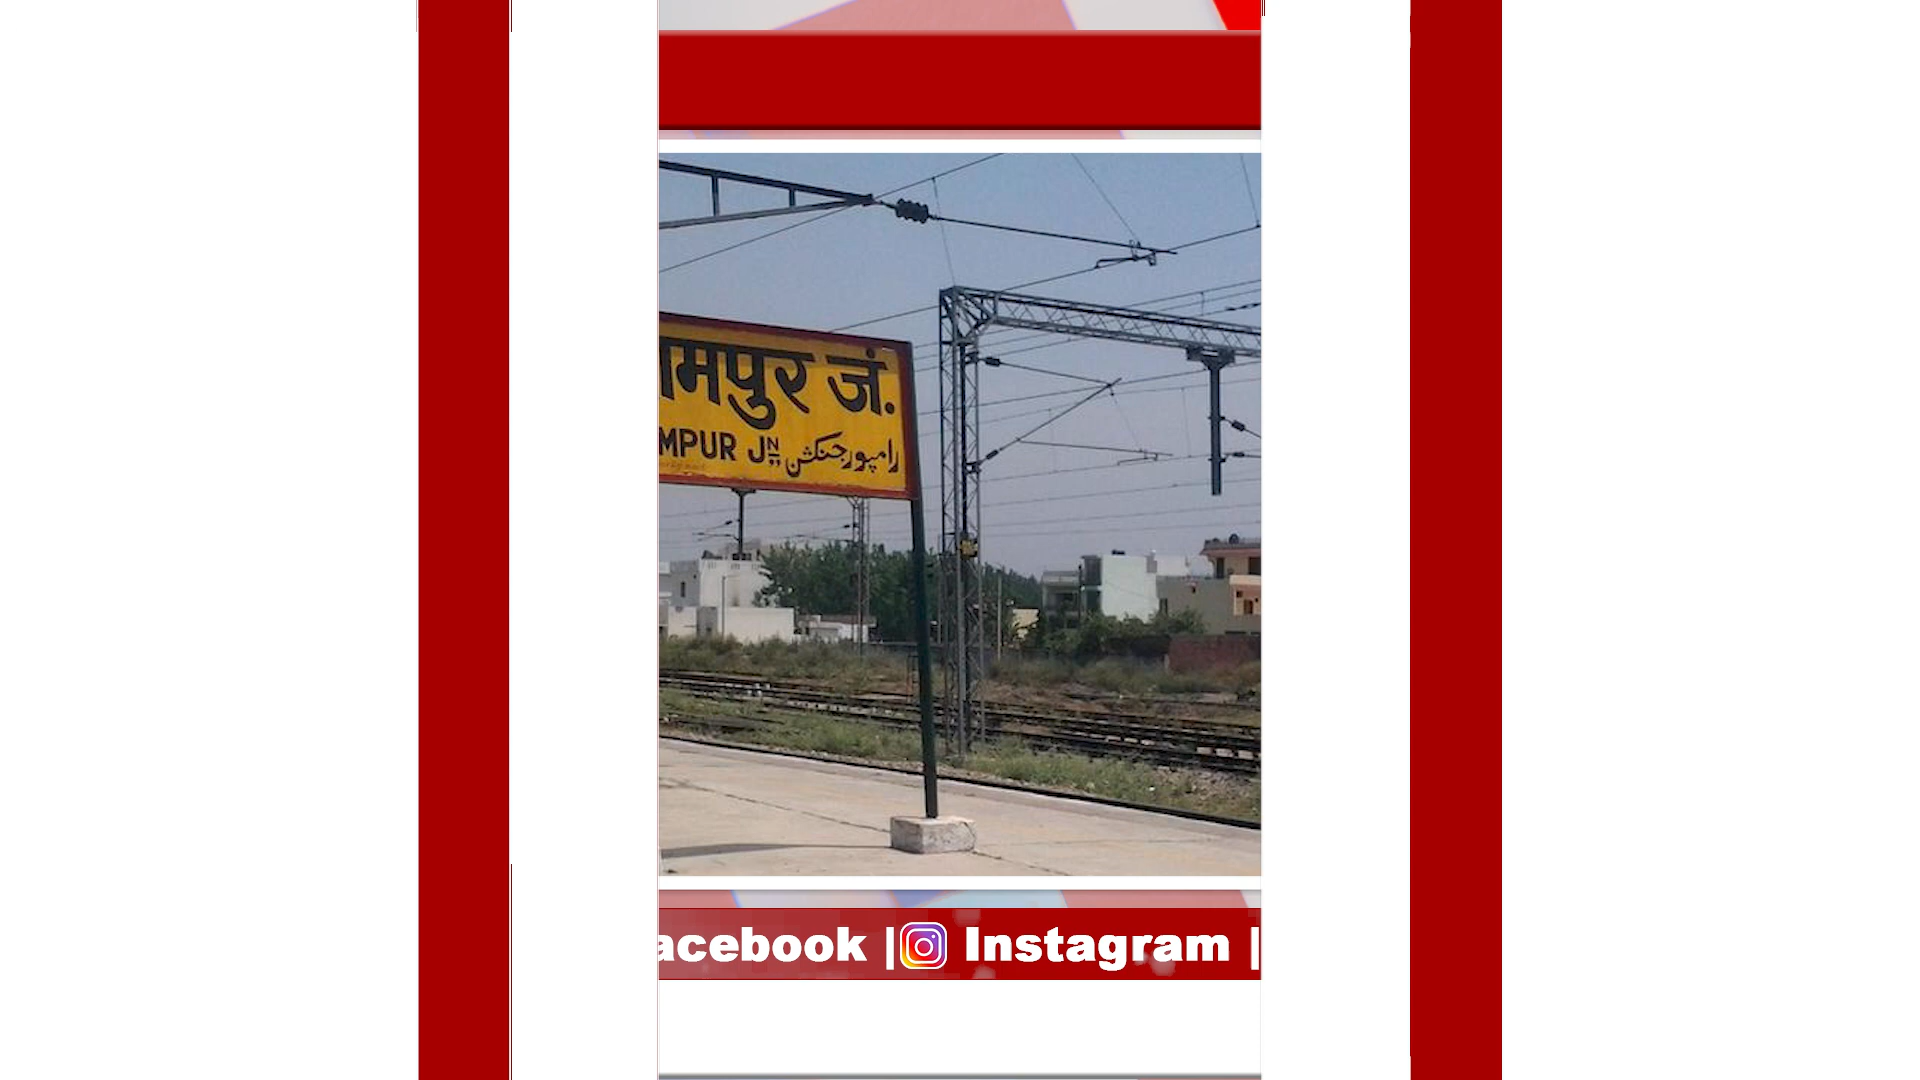 ामपुर जं.
MPUR JN رامپور جنکشن
acebook | Instagram |